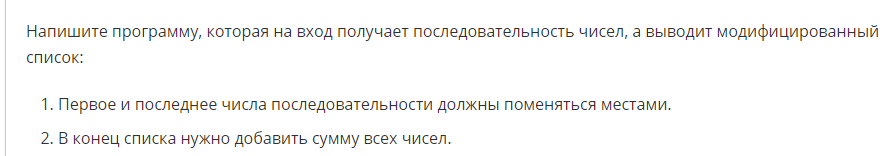 Напишите программу, которая на вход получает последовательность чисел, а выводит модифицированный
список:
1. Первое и последнее числа последовательности должны поменяться местами.
2. В конец списка нужно добавить сумму всех чисел.